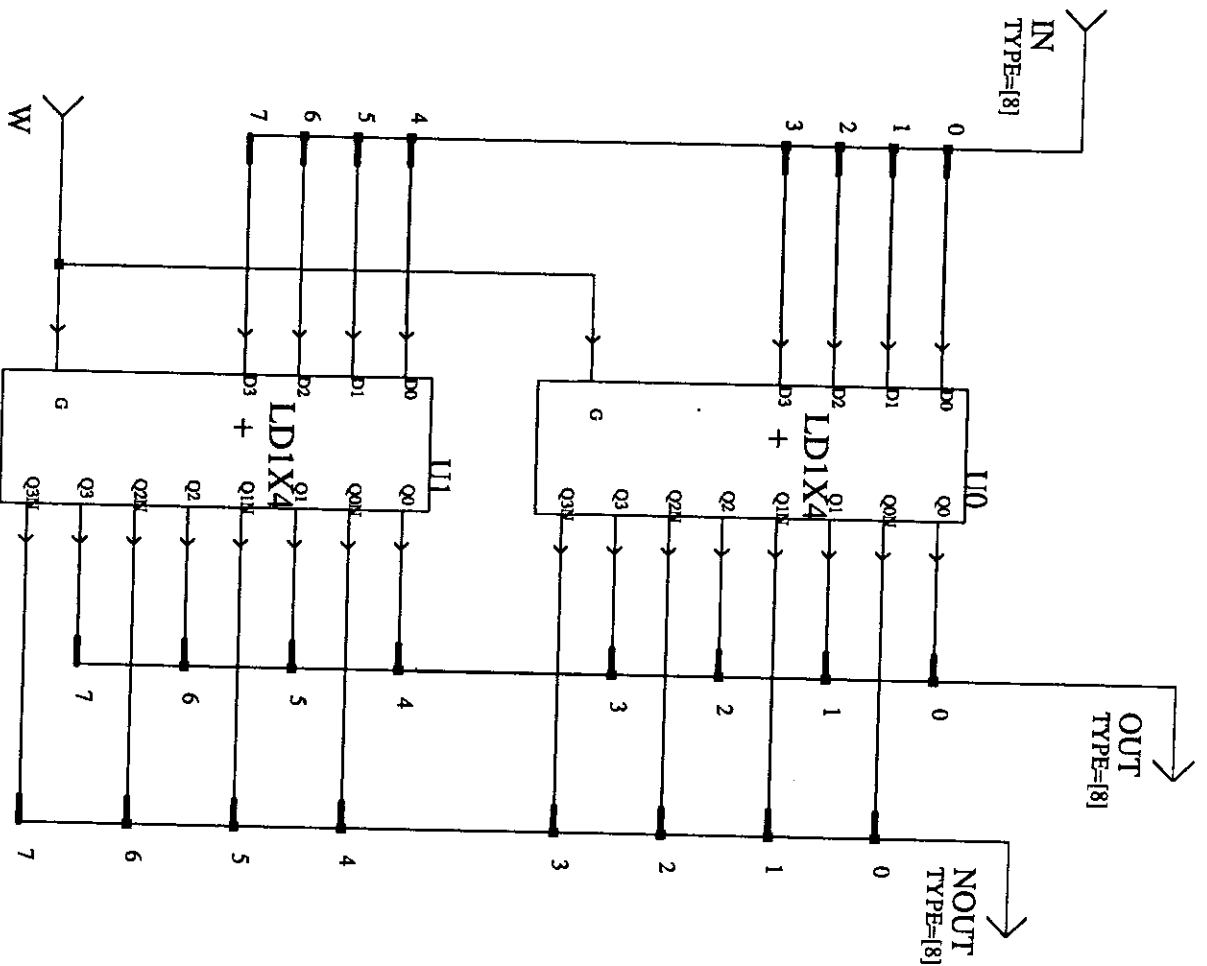 IN
TYPE=[8]
0
1
2
3
4
5
6
7
W
U0
LD1X4
+
D0
D1
D2
D3
G
Q0
Q0N
Q1
Q1N
Q2
Q2N
Q3
Q3N
U1
LD1X4
+
D0
D1
D2
D3
G
Q0
Q0N
Q1
Q1N
Q2
Q2N
Q3
Q3N
OUT
TYPE=[8]
0
1
2
3
4
5
6
7
NOUT
TYPE=[8]
0
1
2
3
4
5
6
7